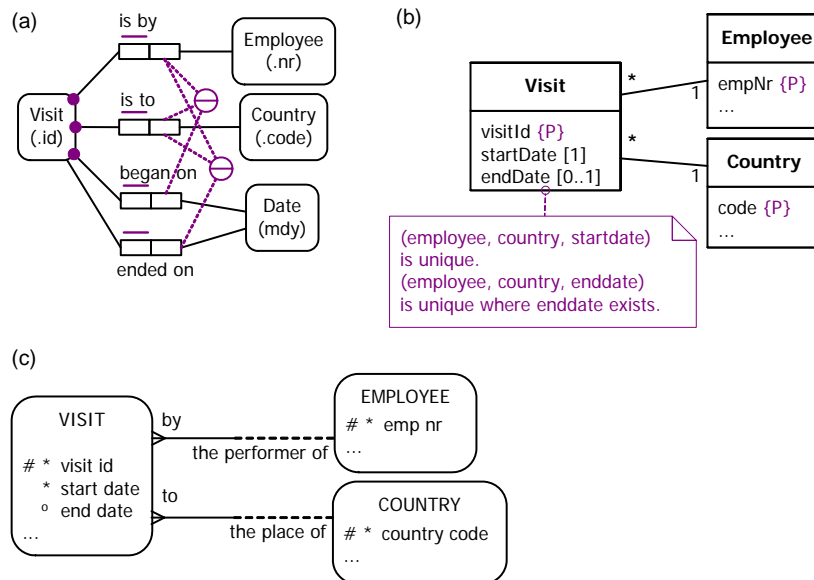 (a)
is by
Employee
(.nr)
Visit
(.id)
is to
Country
(.code)
began on
Date
(mdy)
ended on
(b)
Employee
empNr {P}
...
Visit
visitId {P}
startDate [1]
endDate [0..1]
*
1
*
1
Country
code {P}
...
(employee, country, startdate)
is unique.
(employee, country, enddate)
is unique where enddate exists.
(c)
VISIT
# * visit id
* start date
o end date
...
by
the performer of
EMPLOYEE
# * emp nr
...
to
the place of
COUNTRY
# * country code
...